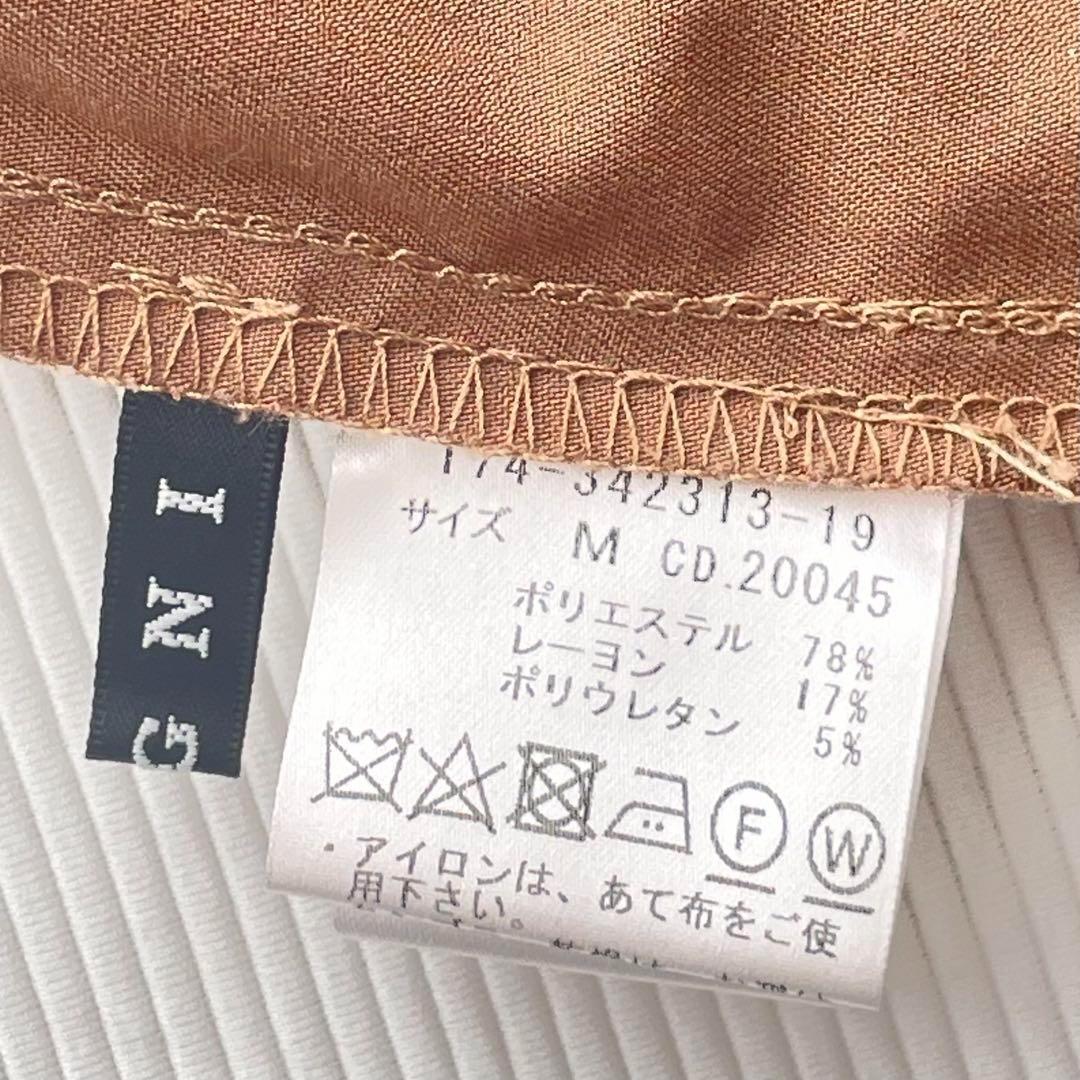 ING
174-342313-19
サイズ M CD.20045
ポリエステル 78%
レーヨン 17%
ポリウレタン 5%
F W
・アイロンは、あて布をご使
用下さい。